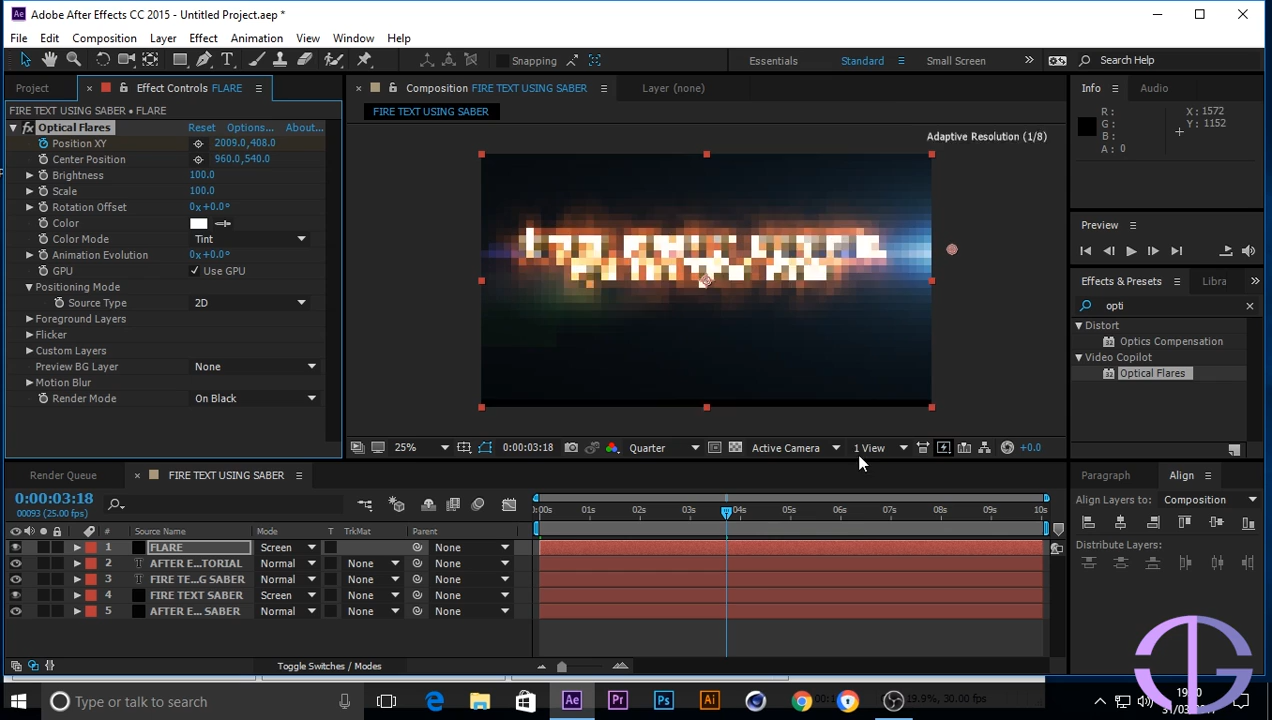 Ae Adobe After Effects CC 2015 - Untitled Project.aep *
File Edit Composition Layer Effect Animation View Window Help
Snapping Essentials Standard Small Screen Search Help
Project Effect Controls FLARE Composition FIRE TEXT USING SABER Layer (none) Info Audio
FIRE TEXT USING SABER • FLARE
FIRE TEXT USING SABER
Optical Flares Reset Options... About...
Position XY 2009.0,408.0
Center Position 960.0,540.0
Brightness 100.0
Scale 100.0
Rotation Offset 0x+0.0°
Color
Color Mode Tint
Animation Evolution 0x+0.0°
GPU Use GPU
Positioning Mode
Source Type 2D
Foreground Layers
Flicker
Custom Layers
Preview BG Layer None
Motion Blur
Render Mode On Black
Adaptive Resolution (1/8)
25% 0:00:03:18 Quarter Active Camera 1 View +0.0
R:
G:
B:
A: 0
X: 1572
Y: 1152
Preview
Effects & Presets Libra
opti
Distort
Optics Compensation
Video Copilot
Optical Flares
Paragraph Align
Align Layers to: Composition
Distribute Layers:
Render Queue FIRE TEXT USING SABER
0:00:03:18
00093 (25.00 fps)
:00s 01s 02s 03s 04s 05s 06s 07s 08s 09s 10s
# Source Name Mode T TrkMat Parent
1 FLARE Screen None
2 AFTER E...TORIAL Normal None None
3 FIRE TE...G SABER Normal None None
4 FIRE TEXT SABER Screen None None
5 AFTER E... SABER Normal None None
Toggle Switches / Modes
Type here to talk to search